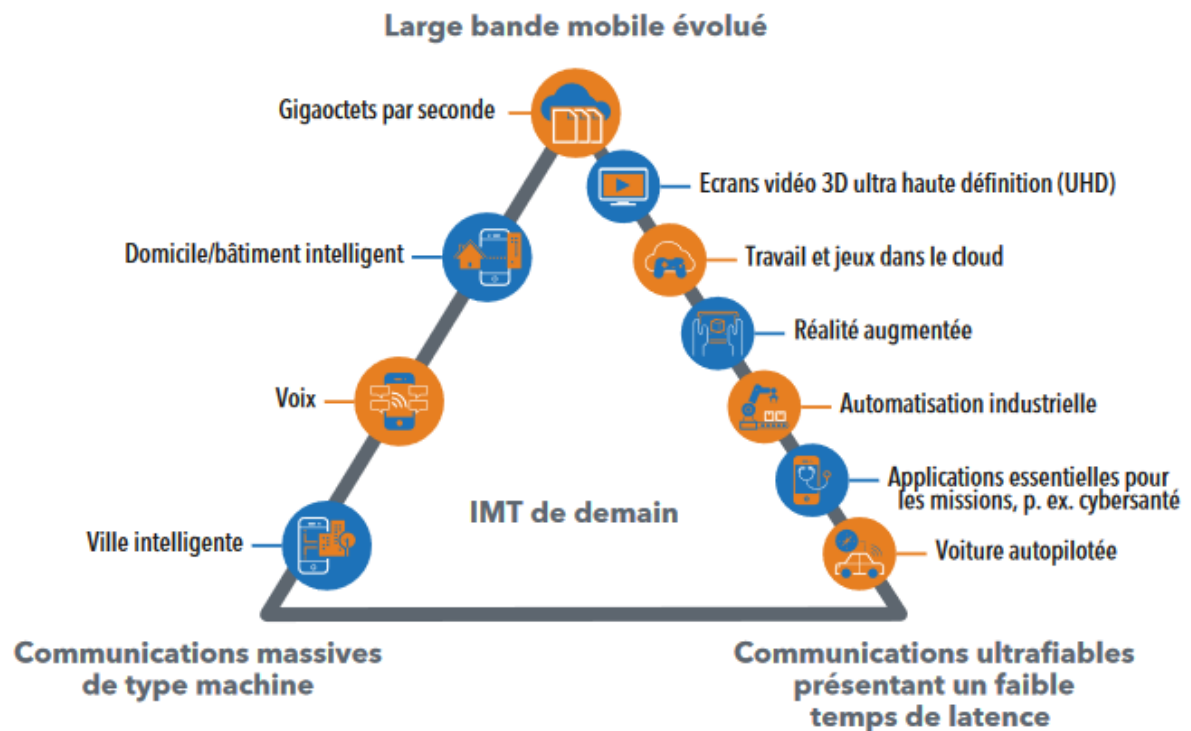 Large bande mobile évolué
Gigaoctets par seconde
Ecrans vidéo 3D ultra haute définition (UHD)
Domicile/bâtiment intelligent
Travail et jeux dans le cloud
Réalité augmentée
Voix
Automatisation industrielle
Applications essentielles pour
les missions, p. ex. cybersanté
IMT de demain
Ville intelligente
Voiture autopilotée
Communications massives
de type machine
Communications ultrafiables
présentant un faible
temps de latence